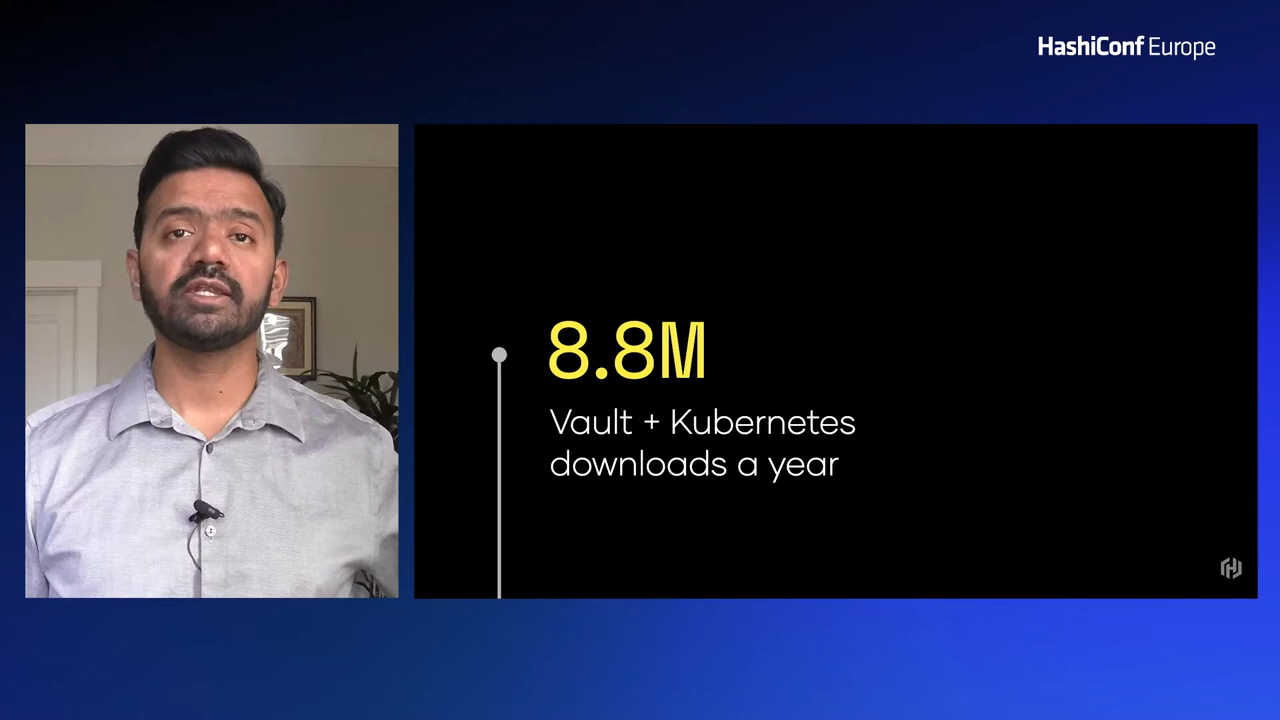 HashiConf Europe
8.8M
Vault + Kubernetes
downloads a year